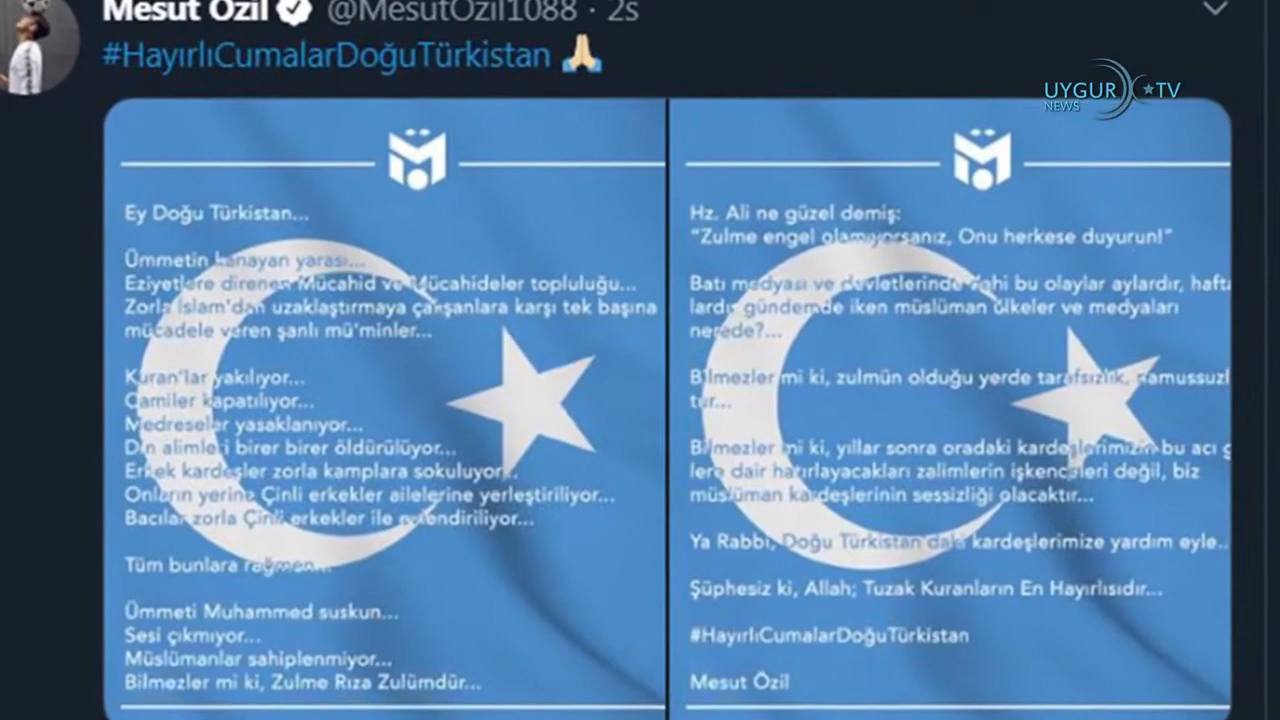 Mesut Özil @MesutOzil1088 · 2s
#HayırlıCumalarDoğuTürkistan
UYGUR TV
NEWS
Ey Doğu Türkistan...
Ümmetin kanayan yarası...
Eziyetlere direnen Mücahid ve Mücahideler topluluğu...
Zorla İslam'dan uzaklaştırmaya çalışanlara karşı tek başına
mücadele veren şanlı mü'minler...
Kuran'lar yakılıyor...
Camiler kapatılıyor...
Medreseler yasaklanıyor...
Din alimleri birer birer öldürülüyor...
Erkek kardeşler zorla kamplara sokuluyor...
Onların yerine Çinli erkekler ailelerine yerleştiriliyor...
Bacılar zorla Çinli erkekler ile evlendiriliyor...
Tüm bunlara rağmen...
Ümmeti Muhammed suskun...
Sesi çıkmıyor...
Müslümanlar sahiplenmiyor...
Bilmezler mi ki, Zulme Rıza Zulümdür...
Hz. Ali ne güzel demiş:
"Zulme engel olamıyorsanız, Onu herkese duyurun!"
Batı medyası ve devletlerinde dahi bu olaylar aylardır, hafta
lardır gündemde iken müslüman ülkeler ve medyaları
nerede?...
Bilmezler mi ki, zulmün olduğu yerde tarafsızlık, namussuzl
tur...
Bilmezler mi ki, yıllar sonra oradaki kardeşlerimizin bu acı g
lere dair hatırlayacakları zalimlerin işkenceleri değil, biz
müslüman kardeşlerinin sessizliği olacaktır...
Ya Rabbi, Doğu Türkistan'daki kardeşlerimize yardım eyle..
Şüphesiz ki, Allah; Tuzak Kuranların En Hayırlısıdır...
#HayırlıCumalarDoğuTürkistan
Mesut Özil